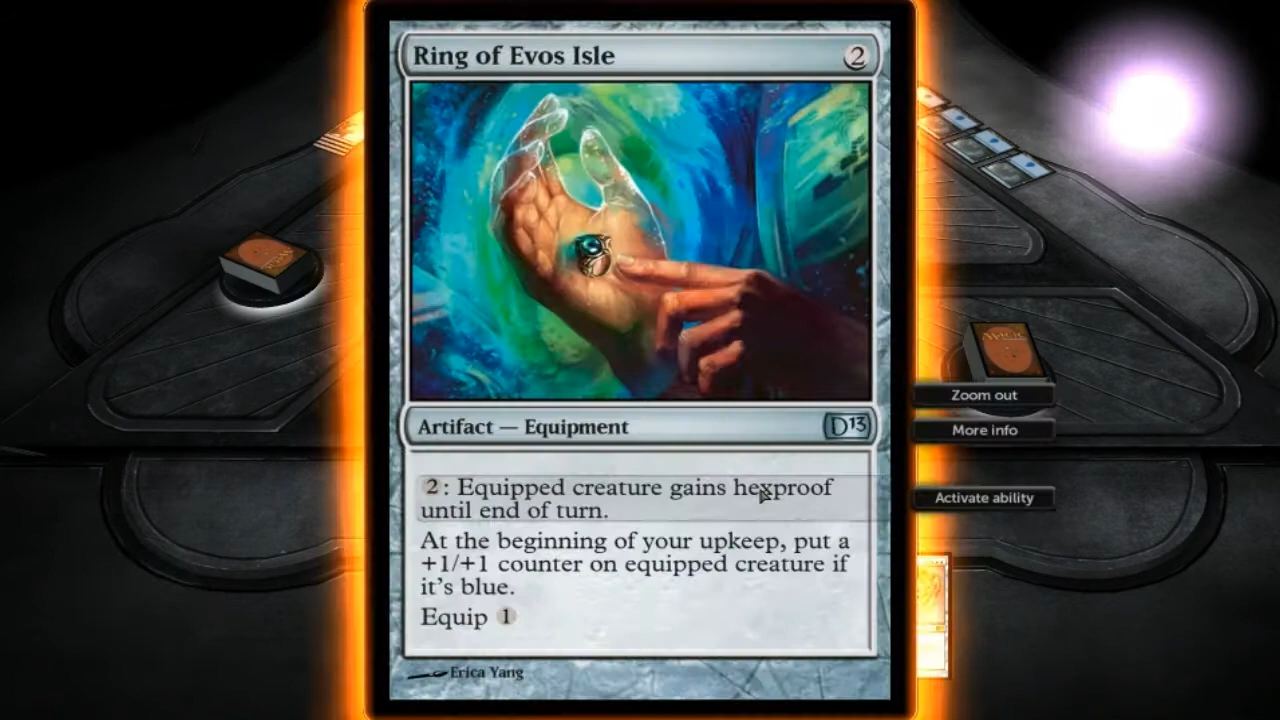 Ring of Evos Isle 2
Artifact — Equipment D13
2: Equipped creature gains hexproof
until end of turn.
At the beginning of your upkeep, put a
+1/+1 counter on equipped creature if
it's blue.
Equip 1
Erica Yang
Zoom out
More info
Activate ability